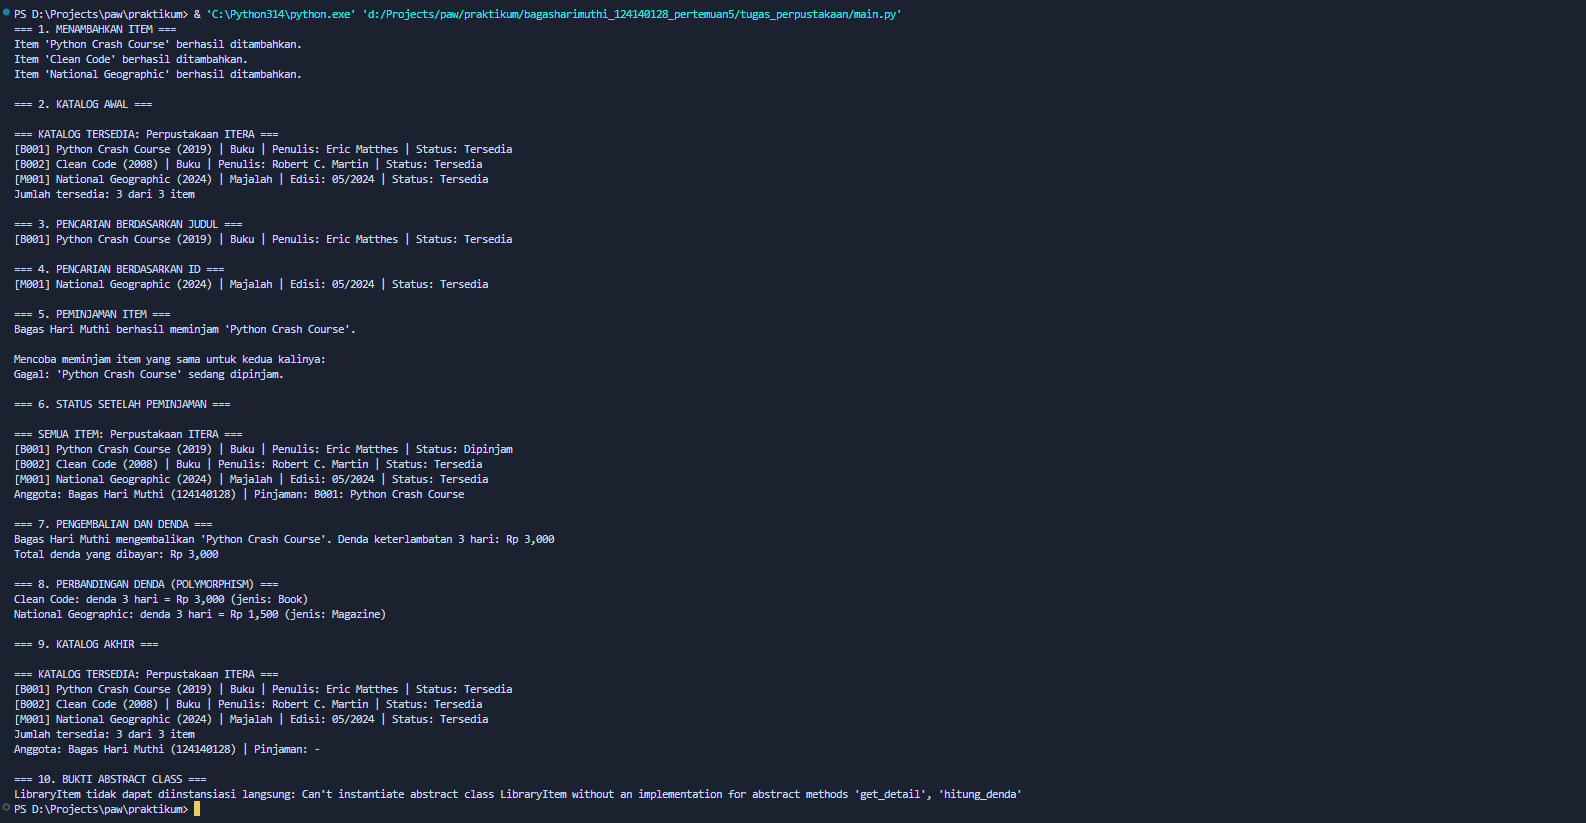 PS D:\Projects\paw\praktikum> & 'C:\Python314\python.exe' 'd:/Projects/paw/praktikum/bagasharimuthi_124140128_pertemuan5/tugas_perpustakaan/main.py'
=== 1. MENAMBAHKAN ITEM ===
Item 'Python Crash Course' berhasil ditambahkan.
Item 'Clean Code' berhasil ditambahkan.
Item 'National Geographic' berhasil ditambahkan.
=== 2. KATALOG AWAL ===
=== KATALOG TERSEDIA: Perpustakaan ITERA ===
[B001] Python Crash Course (2019) | Buku | Penulis: Eric Matthes | Status: Tersedia
[B002] Clean Code (2008) | Buku | Penulis: Robert C. Martin | Status: Tersedia
[M001] National Geographic (2024) | Majalah | Edisi: 05/2024 | Status: Tersedia
Jumlah tersedia: 3 dari 3 item
=== 3. PENCARIAN BERDASARKAN JUDUL ===
[B001] Python Crash Course (2019) | Buku | Penulis: Eric Matthes | Status: Tersedia
=== 4. PENCARIAN BERDASARKAN ID ===
[M001] National Geographic (2024) | Majalah | Edisi: 05/2024 | Status: Tersedia
=== 5. PEMINJAMAN ITEM ===
Bagas Hari Muthi berhasil meminjam 'Python Crash Course'.
Mencoba meminjam item yang sama untuk kedua kalinya:
Gagal: 'Python Crash Course' sedang dipinjam.
=== 6. STATUS SETELAH PEMINJAMAN ===
=== SEMUA ITEM: Perpustakaan ITERA ===
[B001] Python Crash Course (2019) | Buku | Penulis: Eric Matthes | Status: Dipinjam
[B002] Clean Code (2008) | Buku | Penulis: Robert C. Martin | Status: Tersedia
[M001] National Geographic (2024) | Majalah | Edisi: 05/2024 | Status: Tersedia
Anggota: Bagas Hari Muthi (124140128) | Pinjaman: B001: Python Crash Course
=== 7. PENGEMBALIAN DAN DENDA ===
Bagas Hari Muthi mengembalikan 'Python Crash Course'. Denda keterlambatan 3 hari: Rp 3,000
Total denda yang dibayar: Rp 3,000
=== 8. PERBANDINGAN DENDA (POLYMORPHISM) ===
Clean Code: denda 3 hari = Rp 3,000 (jenis: Book)
National Geographic: denda 3 hari = Rp 1,500 (jenis: Magazine)
=== 9. KATALOG AKHIR ===
=== KATALOG TERSEDIA: Perpustakaan ITERA ===
[B001] Python Crash Course (2019) | Buku | Penulis: Eric Matthes | Status: Tersedia
[B002] Clean Code (2008) | Buku | Penulis: Robert C. Martin | Status: Tersedia
[M001] National Geographic (2024) | Majalah | Edisi: 05/2024 | Status: Tersedia
Jumlah tersedia: 3 dari 3 item
Anggota: Bagas Hari Muthi (124140128) | Pinjaman: -
=== 10. BUKTI ABSTRACT CLASS ===
LibraryItem tidak dapat diinstansiasi langsung: Can't instantiate abstract class LibraryItem without an implementation for abstract methods 'get_detail', 'hitung_denda'
PS D:\Projects\paw\praktikum>